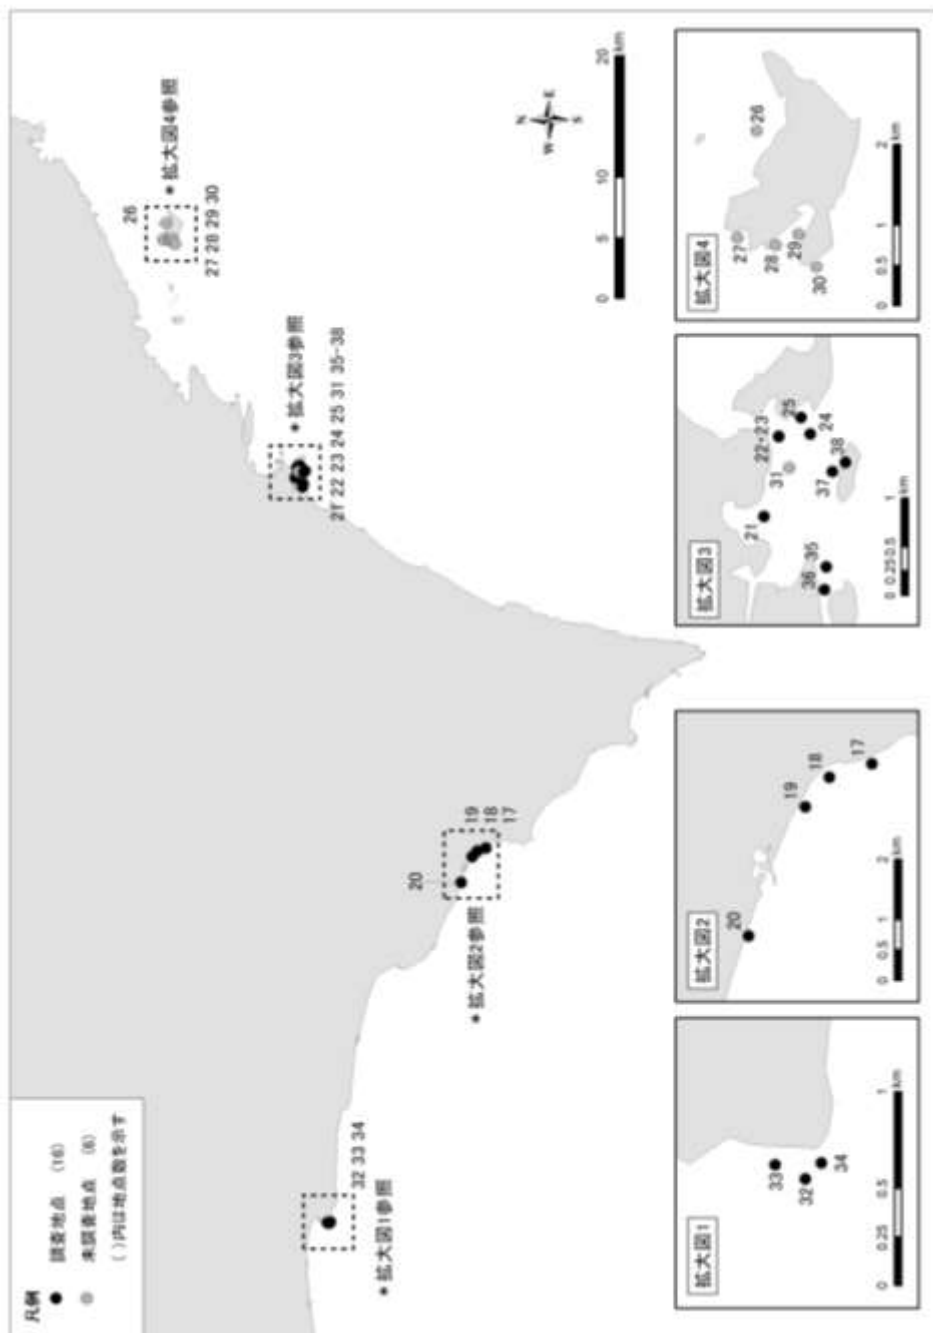 凡例
調査地点 (16)
未調査地点 (6)
( )内は地点数を示す
N
W
E
S
0 5 10 20 km
32 33 34
*拡大図1参照
20
19
18
17
*拡大図2参照
*拡大図3参照
21 22 23 24 25 31 35-38
26
*拡大図4参照
27 28 29 30
拡大図1
33
32
34
0 0.25 0.5 1 km
拡大図2
20
19
18
17
0 0.5 1 2 km
拡大図3
36 35
21
31
22・23
25
24
37
38
0 0.25 0.5 1 km
拡大図4
27
28
29
30
26
0 0.5 1 2 km